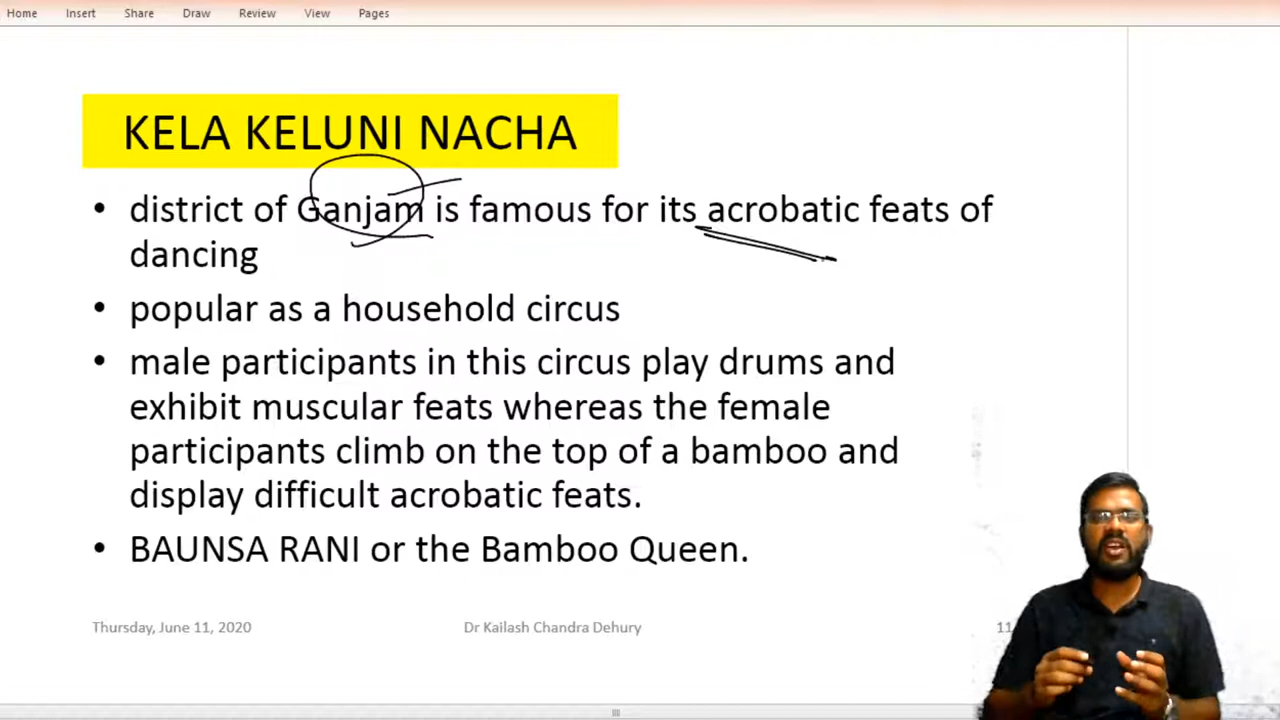 Home Insert Share Draw Review View Pages
KELA KELUNI NACHA
• district of Ganjam is famous for its acrobatic feats of
dancing
• popular as a household circus
• male participants in this circus play drums and
exhibit muscular feats whereas the female
participants climb on the top of a bamboo and
display difficult acrobatic feats.
• BAUNSA RANI or the Bamboo Queen.
Thursday, June 11, 2020 Dr Kailash Chandra Dehury 11